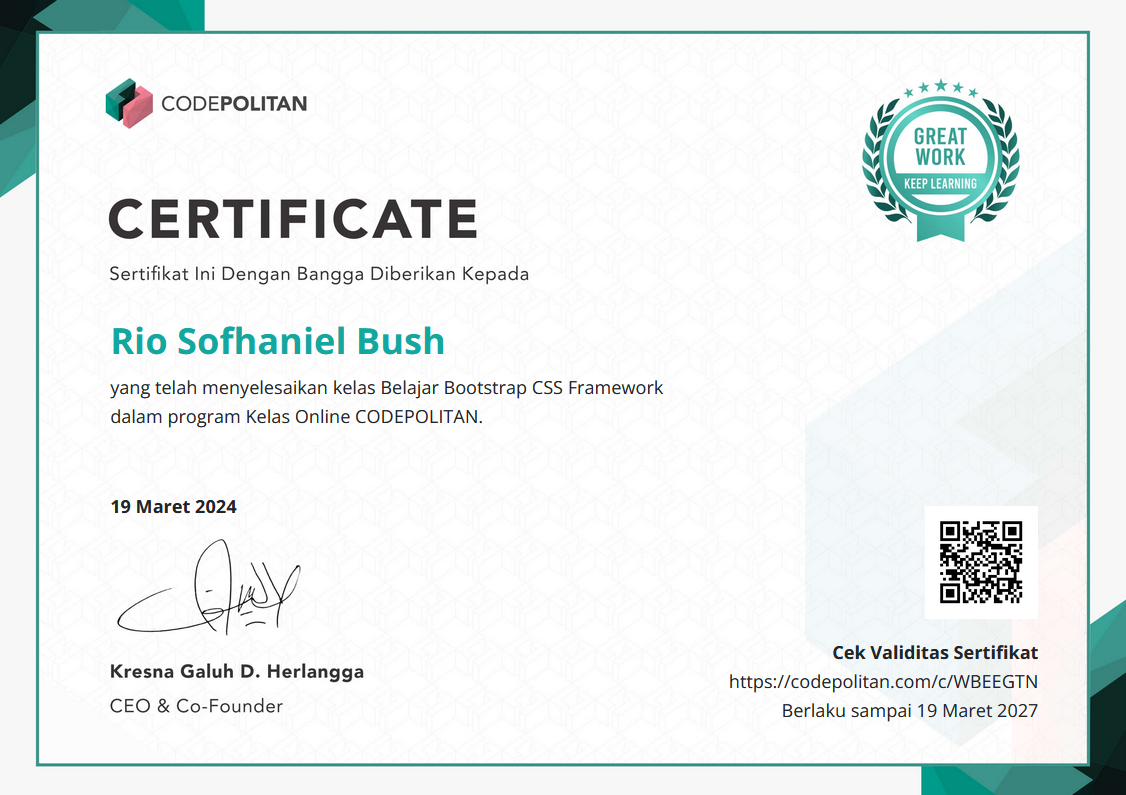 CODEPOLITAN
GREAT
WORK
KEEP LEARNING
CERTIFICATE
Sertifikat Ini Dengan Bangga Diberikan Kepada
Rio Sofhaniel Bush
yang telah menyelesaikan kelas Belajar Bootstrap CSS Framework
dalam program Kelas Online CODEPOLITAN.
19 Maret 2024
Kresna Galuh D. Herlangga
CEO & Co-Founder
Cek Validitas Sertifikat
https://codepolitan.com/c/WBEEGTN
Berlaku sampai 19 Maret 2027